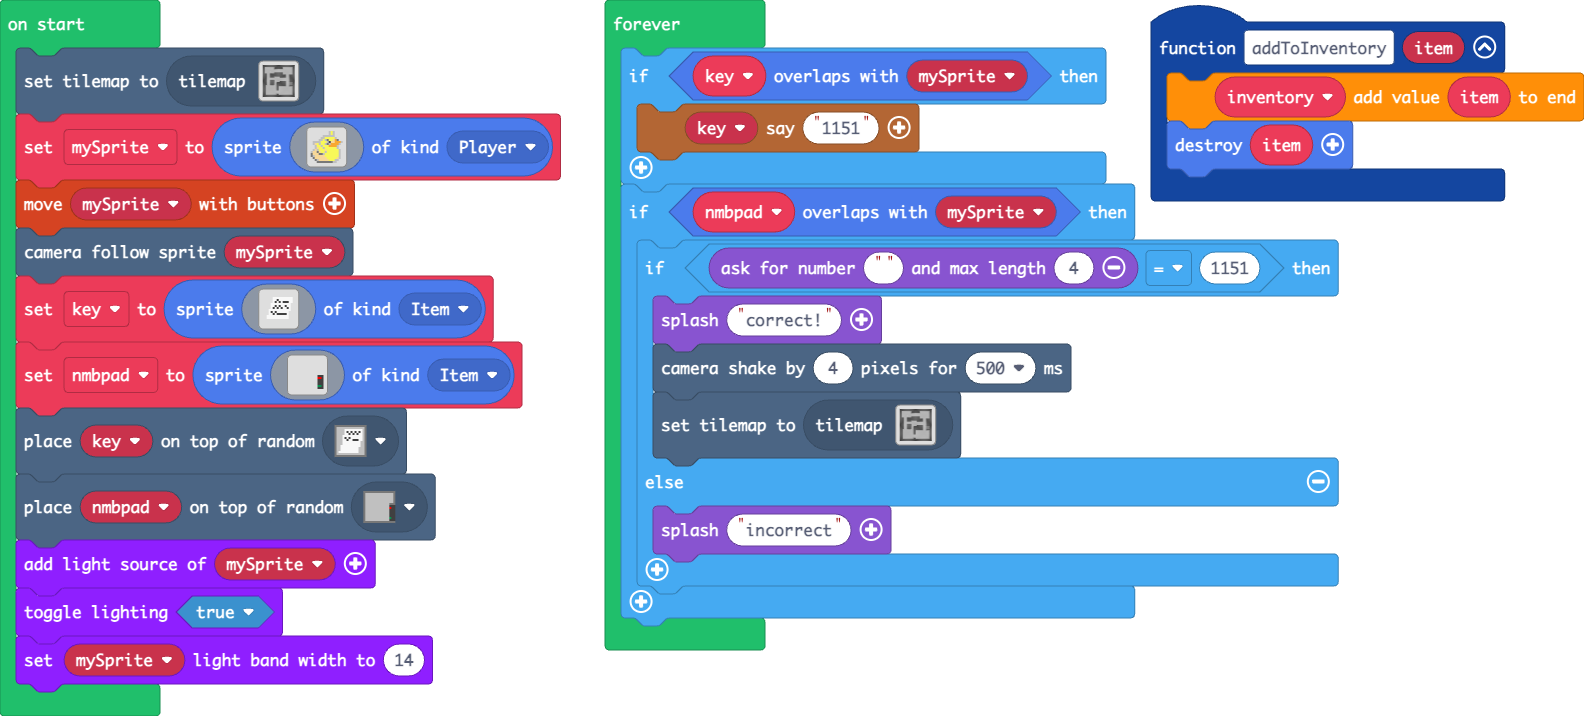 on start
set tilemap to tilemap
set mySprite to sprite of kind Player
move mySprite with buttons
camera follow sprite mySprite
set key to sprite of kind Item
set nmbpad to sprite of kind Item
place key on top of random
place nmbpad on top of random
add light source of mySprite
toggle lighting true
set mySprite light band width to 14
forever
if key overlaps with mySprite then
key say "1151"
if nmbpad overlaps with mySprite then
if ask for number "" and max length 4 = 1151 then
splash "correct!"
camera shake by 4 pixels for 500 ms
set tilemap to tilemap
else
splash "incorrect"
function addToInventory item
inventory add value item to end
destroy item